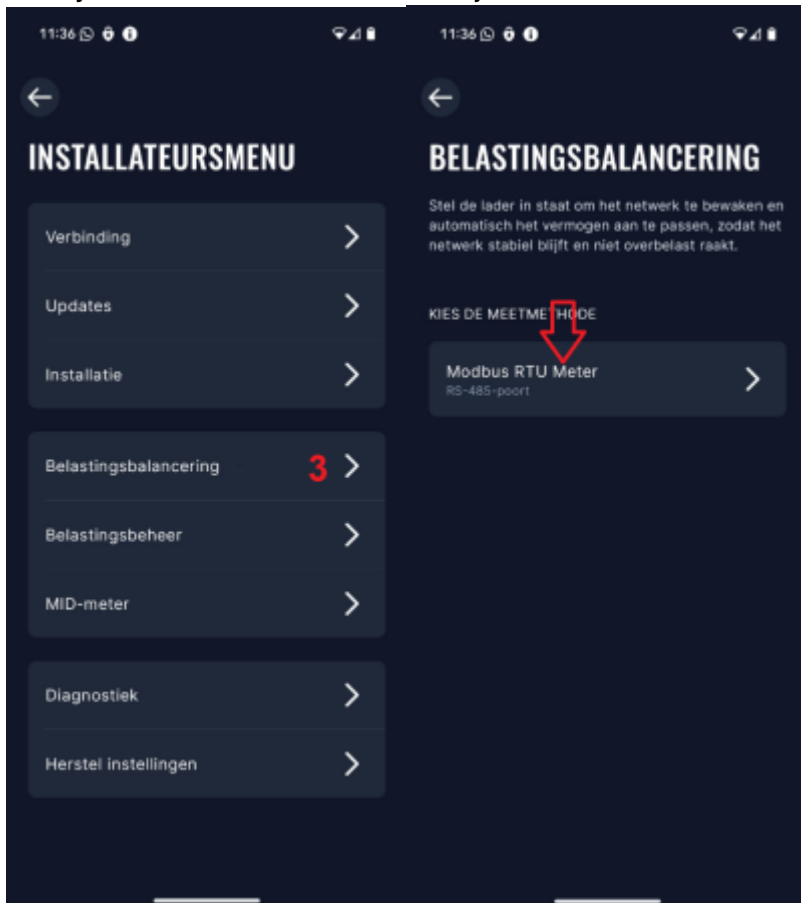 11:36
INSTALLATEURSMENU
Verbinding
Updates
Installatie
Belastingsbalancering
3
Belastingsbeheer
MID-meter
Diagnostiek
Herstel instellingen
11:36
BELASTINGSBALANCERING
Stel de lader in staat om het netwerk te bewaken en
automatisch het vermogen aan te passen, zodat het
netwerk stabiel blijft en niet overbelast raakt.
KIES DE MEETMETHODE
Modbus RTU Meter
RS-485-poort